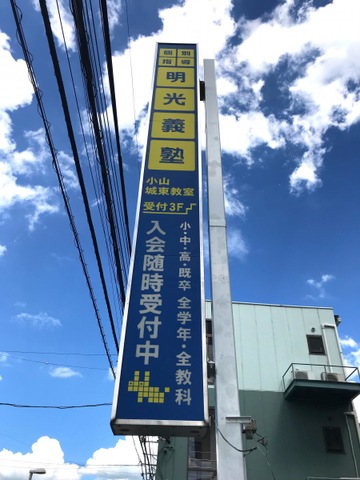 個別
指導
明光義塾
小山
城東教室
受付3F
小・中・高・既卒 全学年・全教科
入会随時受付中